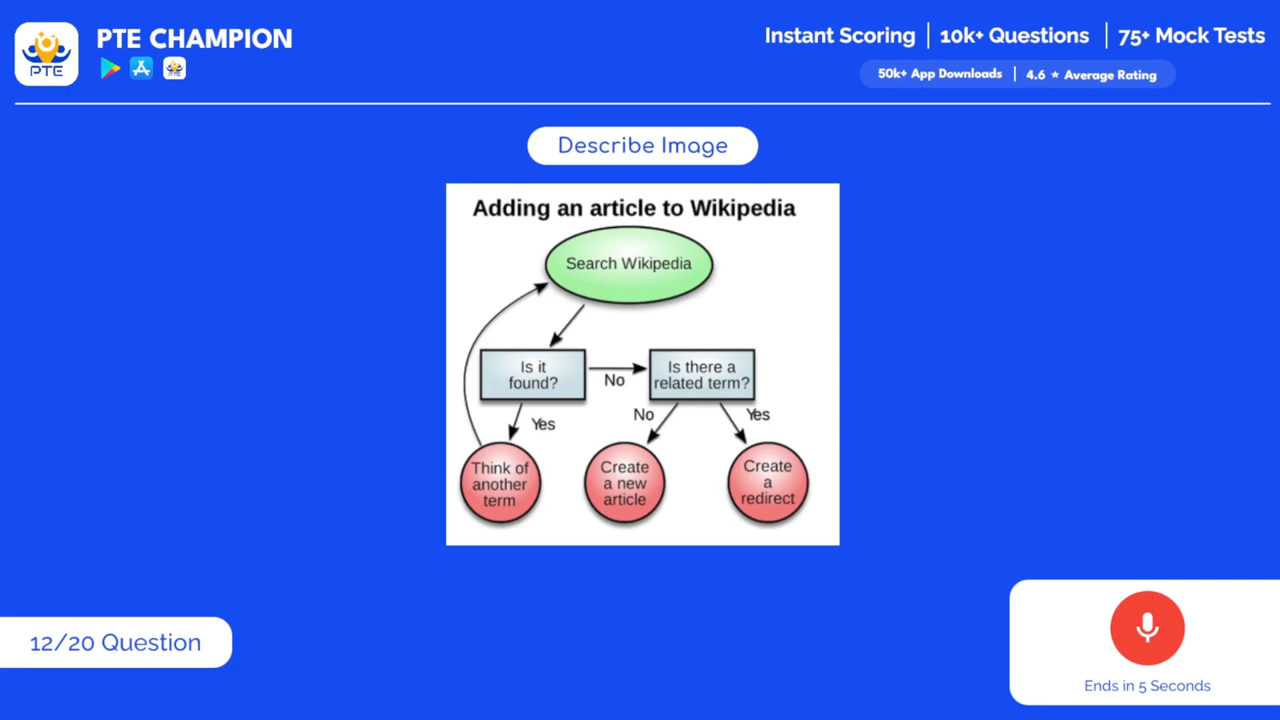 PTE CHAMPION
PTE
Instant Scoring
10k+ Questions
75+ Mock Tests
50k+ App Downloads
4.6 ★ Average Rating
Describe Image
Adding an article to Wikipedia
Search Wikipedia
Is it
found?
No
Is there a
related term?
Yes
No
Yes
Think of
another
term
Create
a new
article
Create
a
redirect
12/20 Question
Ends in 5 Seconds